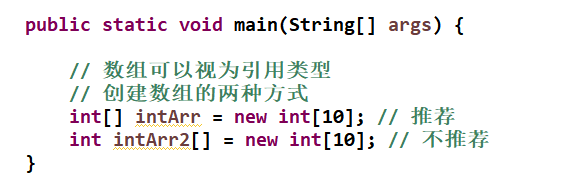 public static void main(String[] args) {
// 数组可以视为引用类型
// 创建数组的两种方式
int[] intArr = new int[10]; // 推荐
int intArr2[] = new int[10]; // 不推荐
}